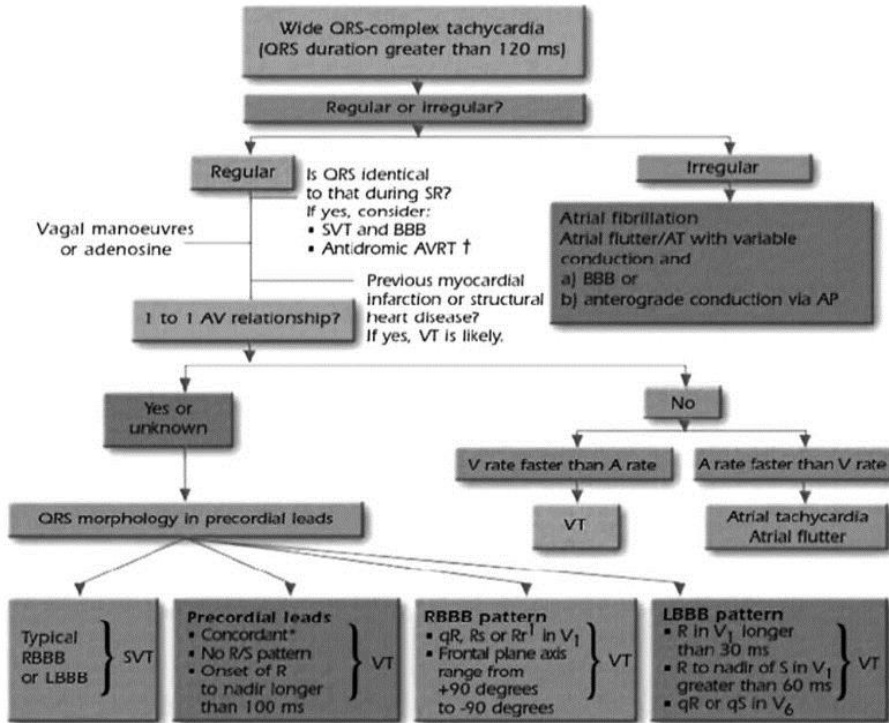 Wide QRS-complex tachycardia
(QRS duration greater than 120 ms)
Regular or irregular?
Regular
Is QRS identical
to that during SR?
If yes, consider:
▪ SVT and BBB
▪ Antidromic AVRT †
Vagal manoeuvres
or adenosine
Previous myocardial
infarction or structural
heart disease?
If yes, VT is likely.
Irregular
Atrial fibrillation
Atrial flutter/AT with variable
conduction and
a) BBB or
b) anterograde conduction via AP
1 to 1 AV relationship?
Yes or
unknown
No
V rate faster than A rate
A rate faster than V rate
VT
Atrial tachycardia
Atrial flutter
QRS morphology in precordial leads
Typical
RBBB
or LBBB
SVT
Precordial leads
▪ Concordant*
▪ No R/S pattern
▪ Onset of R
to nadir longer
than 100 ms
VT
RBBB pattern
▪ qR, Rs or Rr¹ in V1
▪ Frontal plane axis
range from
+90 degrees
to -90 degrees
VT
LBBB pattern
▪ R in V1 longer
than 30 ms
▪ R to nadir of S in V1
greater than 60 ms
▪ qR or qS in V6
VT